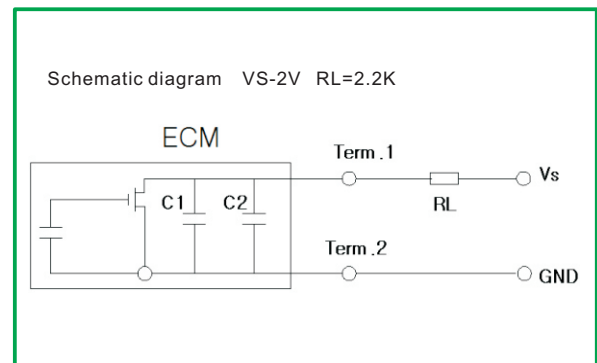 Schematic diagram VS-2V RL=2.2K
ECM
Term .1
Vs
C1 C2
RL
Term .2
GND